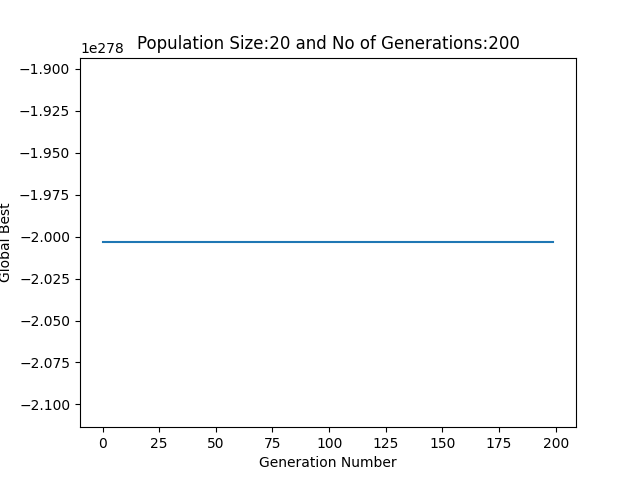 Population Size:20 and No of Generations:200
1e278
−1.900
−1.925
−1.950
−1.975
−2.000
−2.025
−2.050
−2.075
−2.100
Global Best
0 25 50 75 100 125 150 175 200
Generation Number